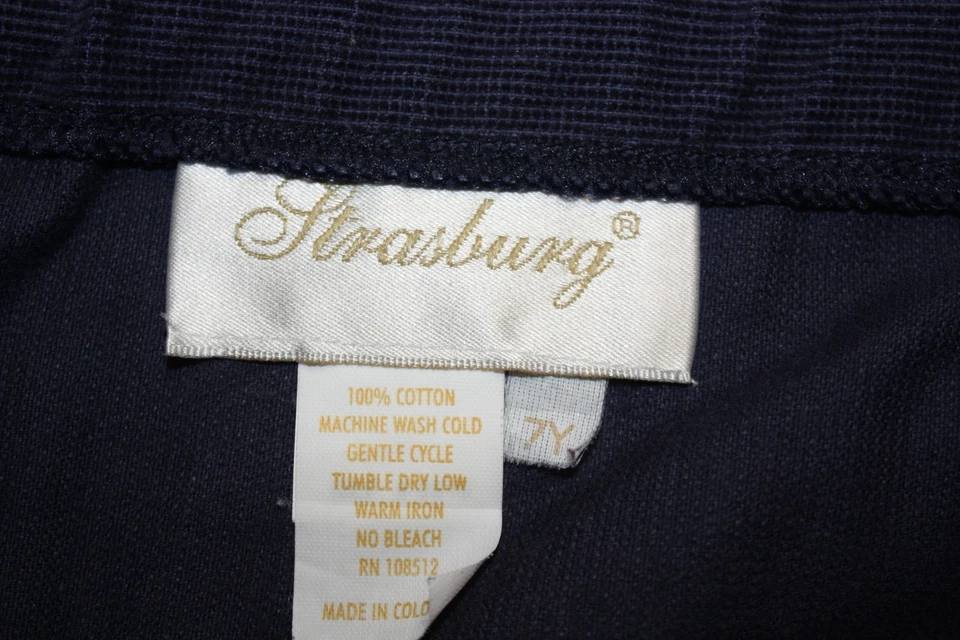 Strasburg®
100% COTTON
MACHINE WASH COLD
GENTLE CYCLE
TUMBLE DRY LOW
WARM IRON
NO BLEACH
RN 108512
MADE IN COLO
7Y